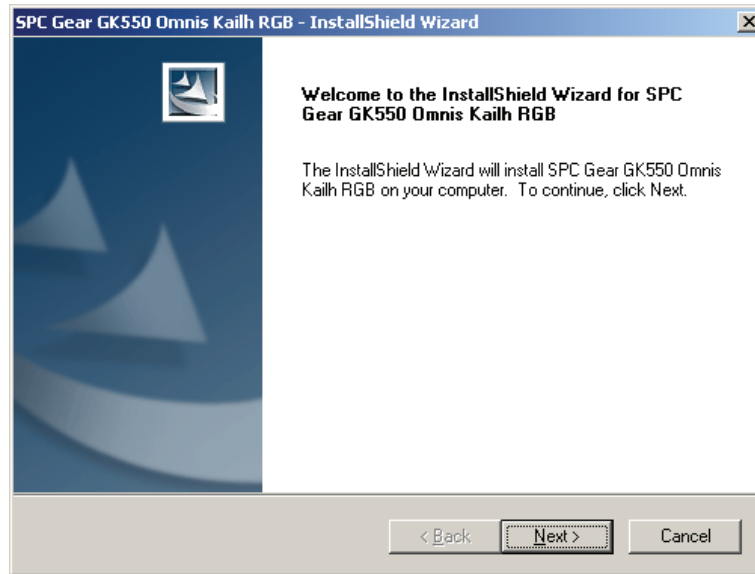 SPC Gear GK550 Omnis Kailh RGB - InstallShield Wizard
Welcome to the InstallShield Wizard for SPC
Gear GK550 Omnis Kailh RGB
The InstallShield Wizard will install SPC Gear GK550 Omnis
Kailh RGB on your computer.  To continue, click Next.
< Back Next > Cancel